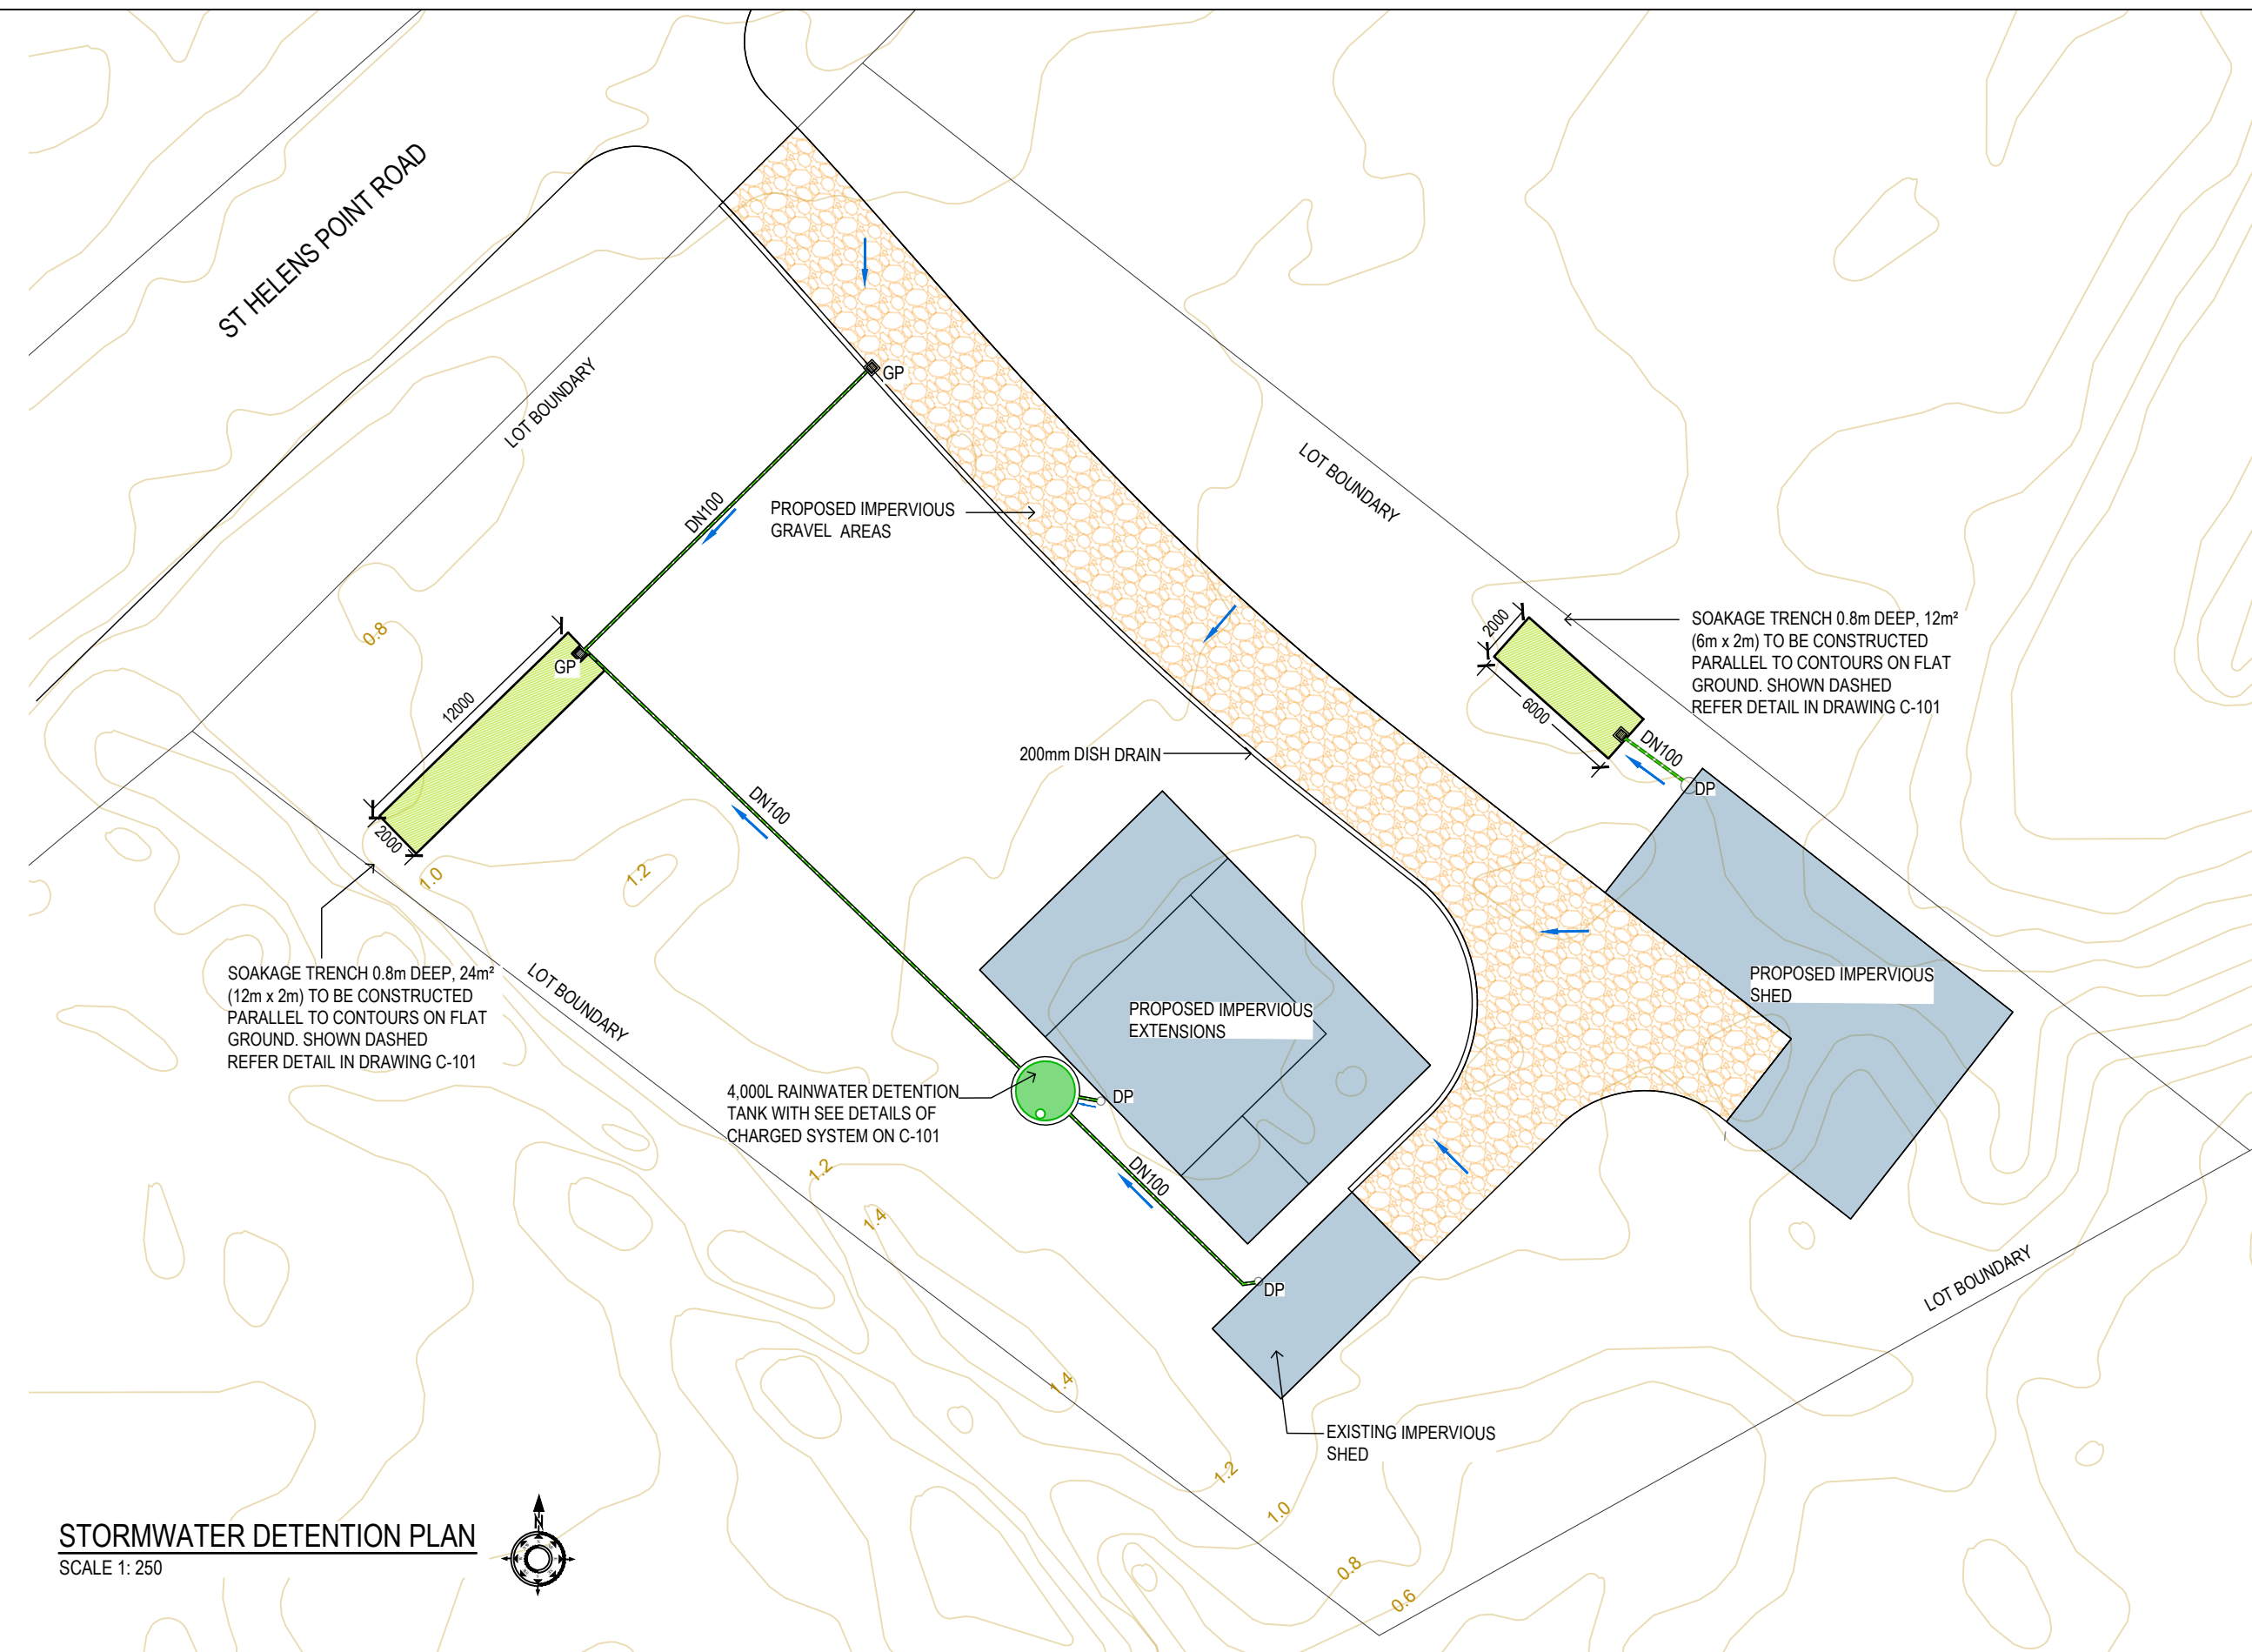 ST HELENS POINT ROAD
LOT BOUNDARY
GP
DN100
PROPOSED IMPERVIOUS
GRAVEL AREAS
LOT BOUNDARY
0.8
GP
12000
2000
2000
6000
SOAKAGE TRENCH 0.8m DEEP, 12m²
(6m x 2m) TO BE CONSTRUCTED
PARALLEL TO CONTOURS ON FLAT
GROUND. SHOWN DASHED
REFER DETAIL IN DRAWING C-101
DN100
DP
200mm DISH DRAIN
DN100
1.0
1.2
SOAKAGE TRENCH 0.8m DEEP, 24m²
(12m x 2m) TO BE CONSTRUCTED
PARALLEL TO CONTOURS ON FLAT
GROUND. SHOWN DASHED
REFER DETAIL IN DRAWING C-101
LOT BOUNDARY
PROPOSED IMPERVIOUS
SHED
PROPOSED IMPERVIOUS
EXTENSIONS
4,000L RAINWATER DETENTION
TANK WITH SEE DETAILS OF
CHARGED SYSTEM ON C-101
DP
DN100
1.2
1.4
DP
LOT BOUNDARY
1.4
EXISTING IMPERVIOUS
SHED
1.2
1.0
0.8
0.6
STORMWATER DETENTION PLAN
SCALE 1: 250
N